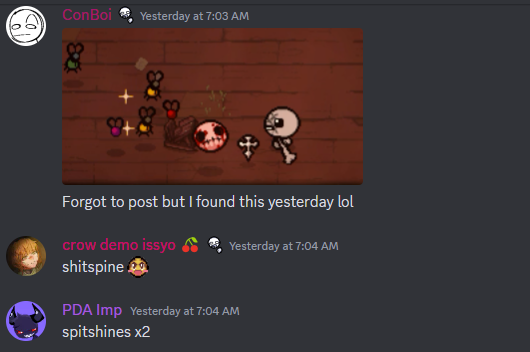 ConBoi Yesterday at 7:03 AM
Forgot to post but I found this yesterday lol
crow demo issyo Yesterday at 7:04 AM
shitspine
PDA Imp Yesterday at 7:04 AM
spitshines x2